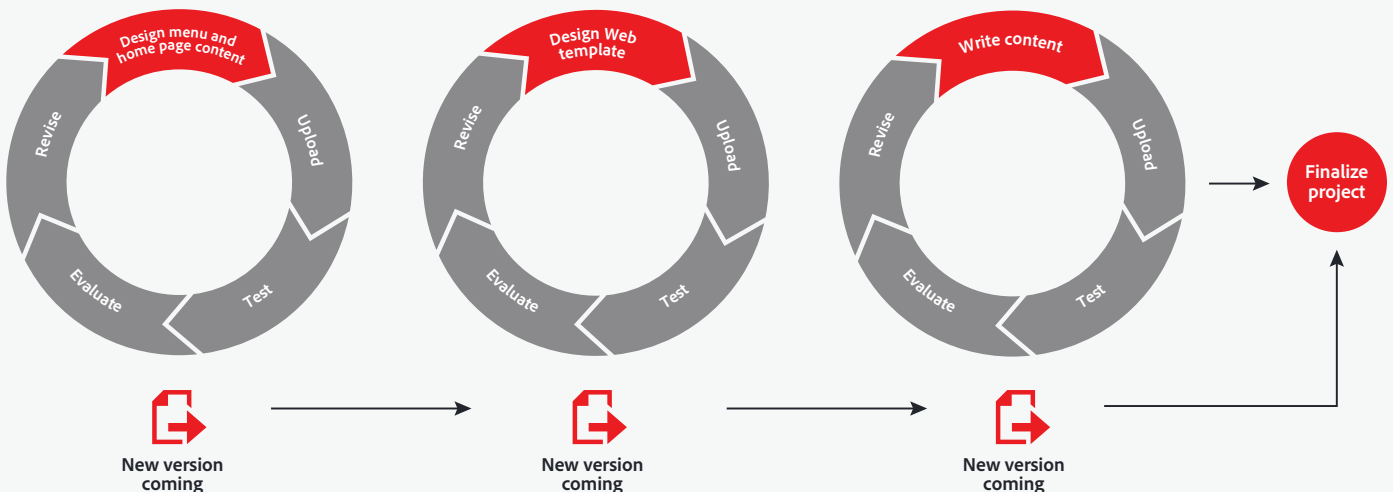 Design menu and
home page content
Upload
Test
Evaluate
Revise
Design Web
template
Upload
Test
Evaluate
Revise
Write content
Upload
Test
Evaluate
Revise
Finalize
project
New version
coming
New version
coming
New version
coming